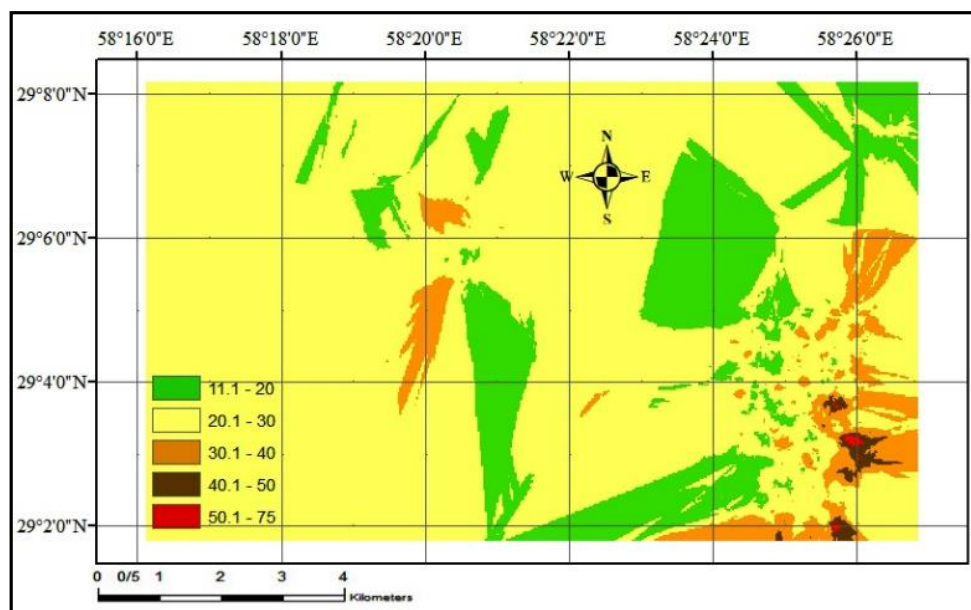 58°16'0"E 58°18'0"E 58°20'0"E 58°22'0"E 58°24'0"E 58°26'0"E
29°8'0"N
N
W E
S
29°6'0"N
29°4'0"N
11.1 - 20
20.1 - 30
30.1 - 40
40.1 - 50
50.1 - 75
29°2'0"N
0 0/5 1 2 3 4
Kilometers